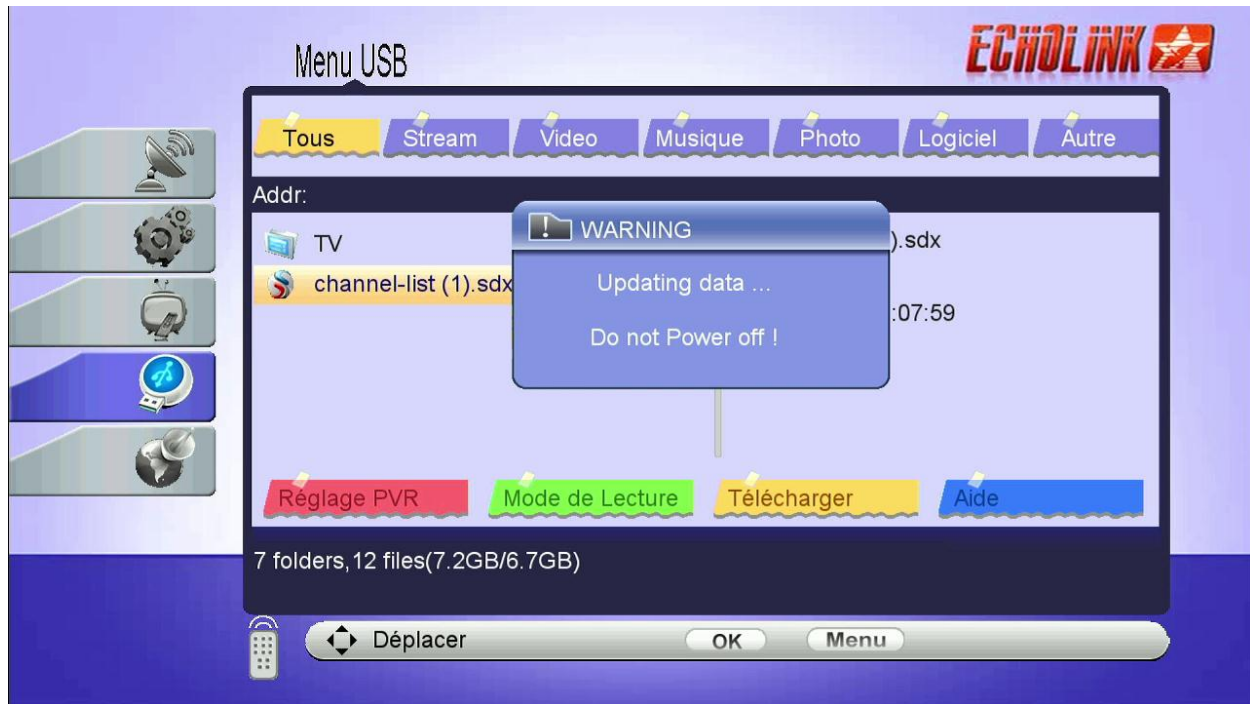 Menu USB
ECHOLINK
Tous Stream Video Musique Photo Logiciel Autre
Addr:
TV
channel-list (1).sdx
).sdx
:07:59
WARNING
Updating data ...
Do not Power off !
Réglage PVR Mode de Lecture Télécharger Aide
7 folders,12 files(7.2GB/6.7GB)
Déplacer OK Menu